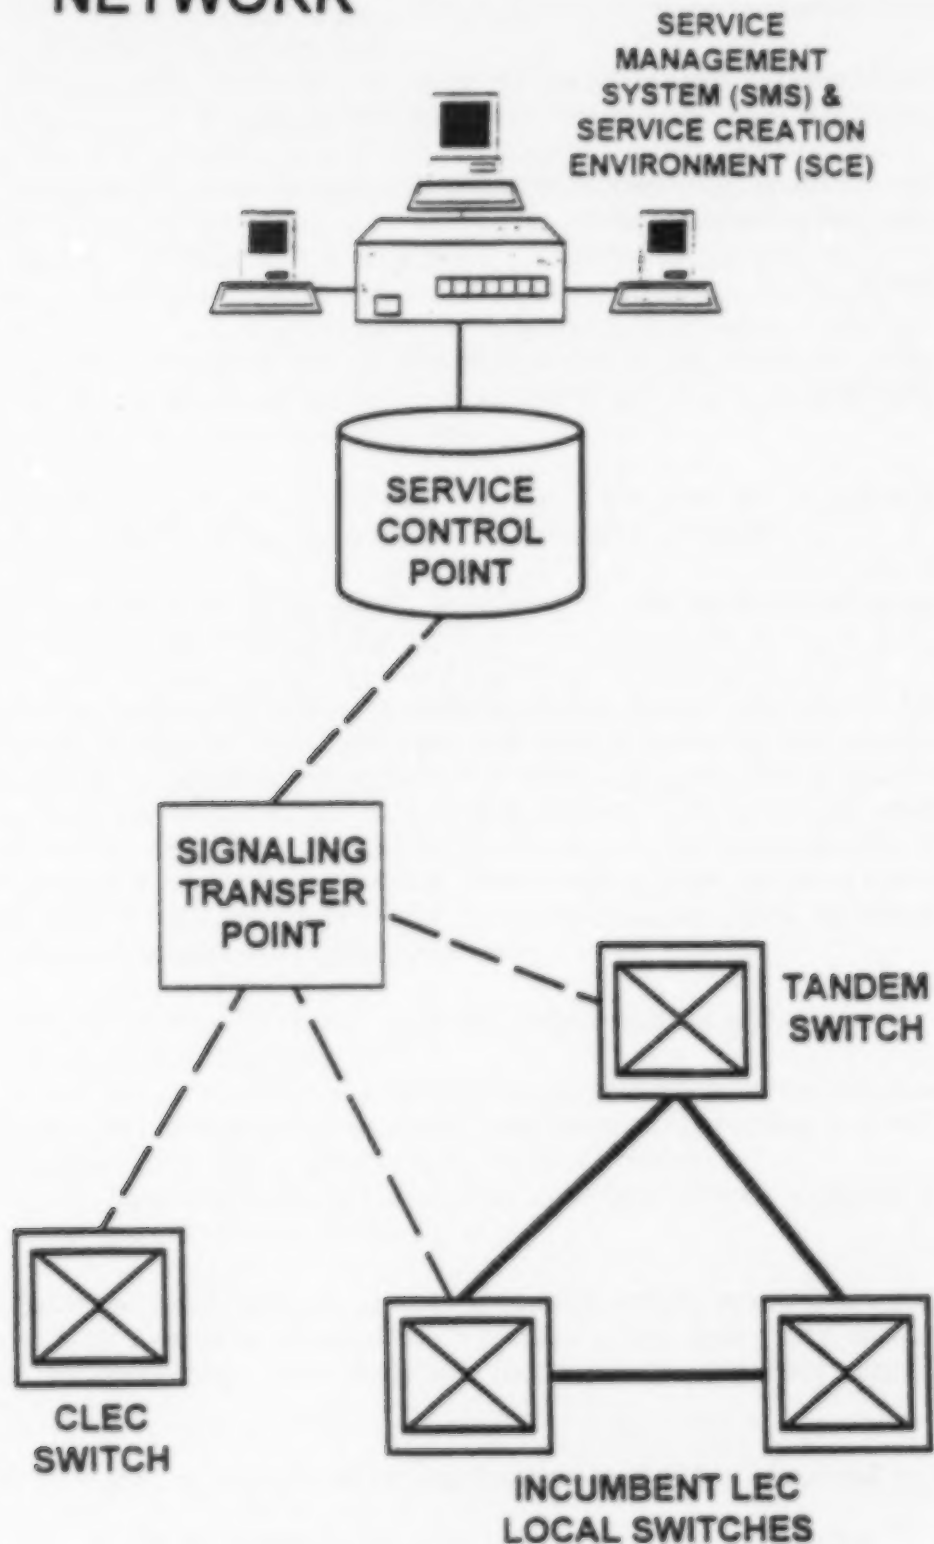 NETWORK
SERVICE
MANAGEMENT
SYSTEM (SMS) &
SERVICE CREATION
ENVIRONMENT (SCE)
SERVICE
CONTROL
POINT
SIGNALING
TRANSFER
POINT
TANDEM
SWITCH
CLEC
SWITCH
INCUMBENT LEC
LOCAL SWITCHES